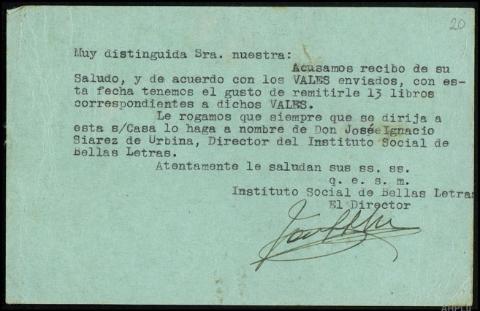 20
Muy distinguida Sra. nuestra:
Acusamos recibo de su
Saludo, y de acuerdo con los VALES enviados, con es-
ta fecha tenemos el gusto de remitirle 13 libros
correspondientes a dichos VALES.
Le rogamos que siempre que se dirija a
esta s/Casa lo haga a nombre de Don Josée Ignacio
Siarez de Urbina, Director del Instituto Social de
Bellas Letras.
Atentamente le saludan sus ss. ss.
q. e. s. m.
Instituto Social de Bellas Letras
El Director